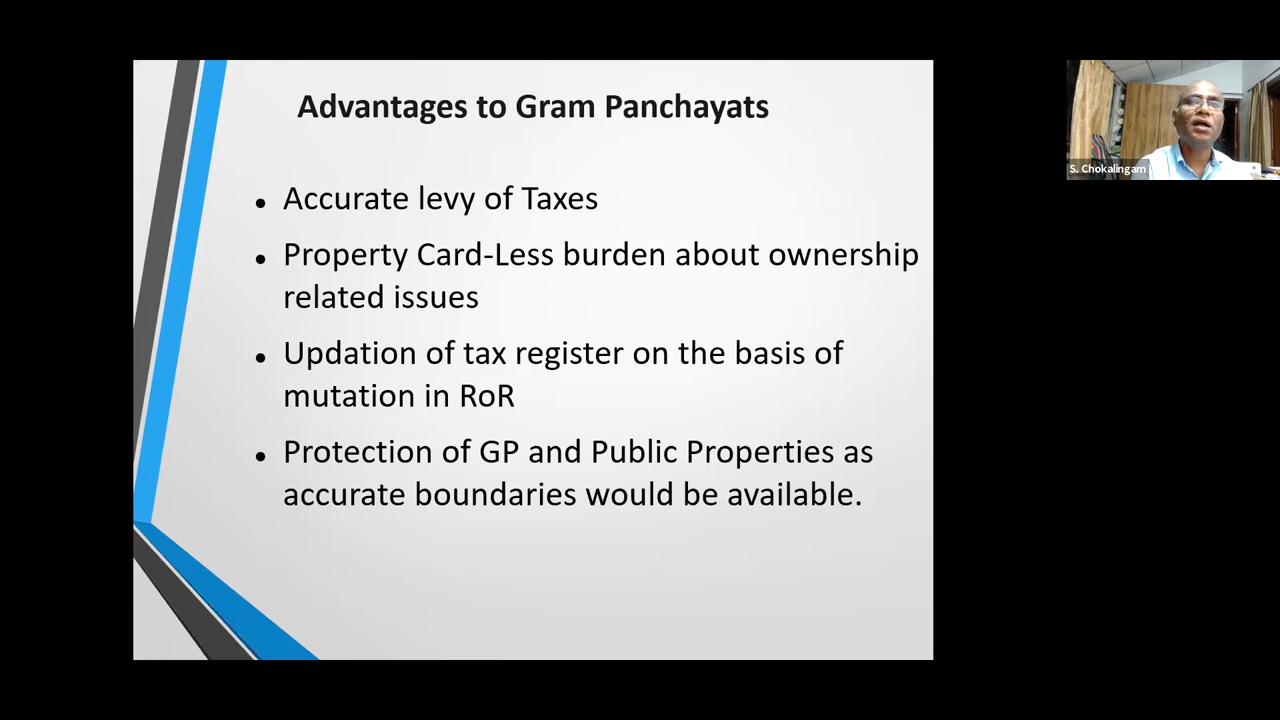 Advantages to Gram Panchayats
• Accurate levy of Taxes
• Property Card-Less burden about ownership
related issues
• Updation of tax register on the basis of
mutation in RoR
• Protection of GP and Public Properties as
accurate boundaries would be available.
S. Chokalingam